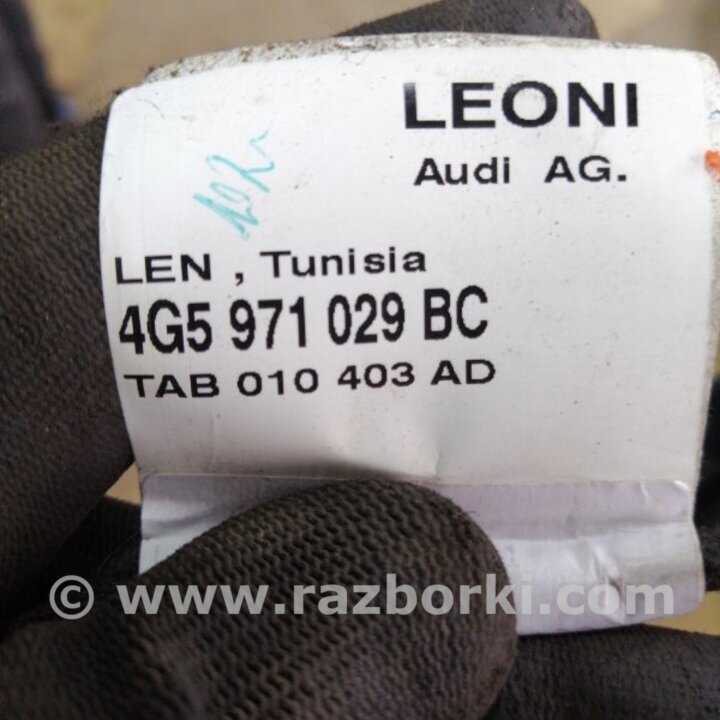 LEONI
Audi AG.
LEN , Tunisia
4G5 971 029 BC
TAB 010 403 AD
© www.razborki.com